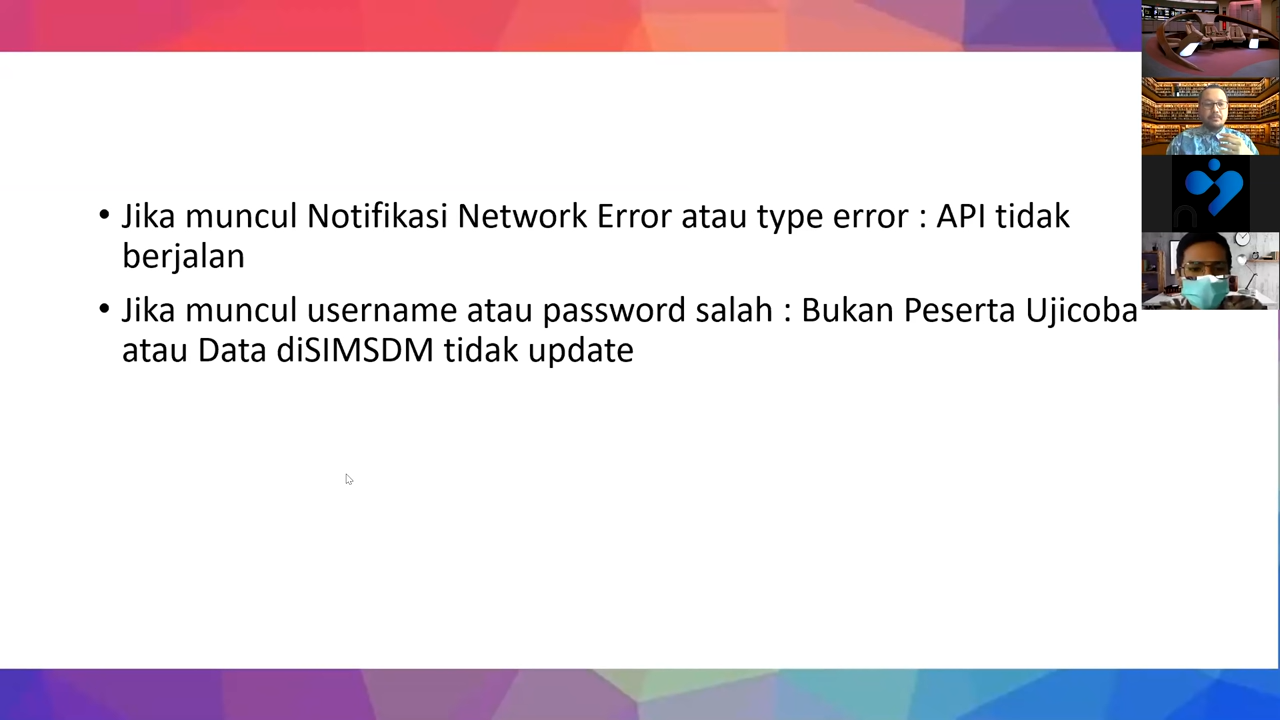 • Jika muncul Notifikasi Network Error atau type error : API tidak
berjalan
• Jika muncul username atau password salah : Bukan Peserta Ujicoba
atau Data diSIMSDM tidak update